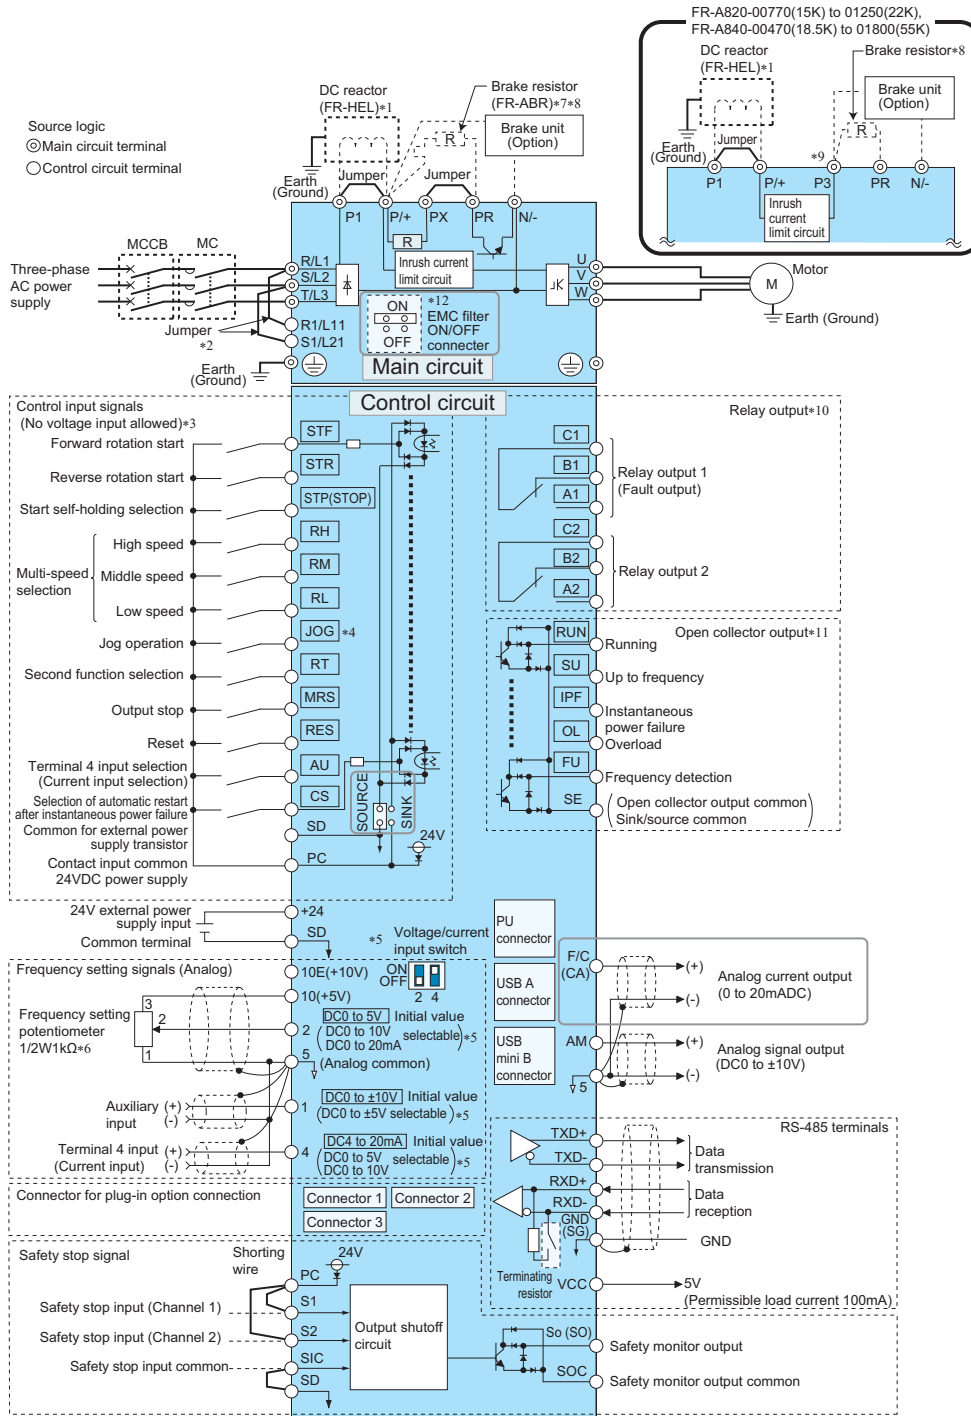 FR-A820-00770(15K) to 01250(22K),
FR-A840-00470(18.5K) to 01800(55K)
DC reactor
(FR-HEL)*1
Brake resistor*8
Brake unit
(Option)
R
Earth
(Ground)
Jumper
*9
P1
P/+
P3
PR
N/-
Inrush
current
limit circuit
Source logic
Main circuit terminal
Control circuit terminal
DC reactor
(FR-HEL)*1
Brake resistor
(FR-ABR)*7*8
Brake unit
(Option)
R
Earth
(Ground)
Jumper
Jumper
P1
P/+
PX
PR
N/-
R
Inrush current
limit circuit
MCCB
MC
Three-phase
AC power
supply
R/L1
S/L2
T/L3
R1/L11
S1/L21
Jumper
*2
U
V
W
Motor
M
Earth (Ground)
ON
OFF
*12
EMC filter
ON/OFF
connecter
Earth
(Ground)
Main circuit
Control circuit
Control input signals
(No voltage input allowed)*3
Forward rotation start
STF
Reverse rotation start
STR
Start self-holding selection
STP(STOP)
Multi-speed
selection
High speed
RH
Middle speed
RM
Low speed
RL
Jog operation
JOG *4
Second function selection
RT
Output stop
MRS
Reset
RES
Terminal 4 input selection
(Current input selection)
AU
Selection of automatic restart
after instantaneous power failure
CS
Common for external power
supply transistor
SD
Contact input common
24VDC power supply
PC
SOURCE
SINK
24V
Relay output*10
C1
B1
A1
Relay output 1
(Fault output)
C2
B2
A2
Relay output 2
Open collector output*11
RUN
Running
SU
Up to frequency
IPF
Instantaneous
power failure
OL
Overload
FU
Frequency detection
SE
Open collector output common
Sink/source common
24V external power
supply input
+24
Common terminal
SD
*5 Voltage/current
input switch
ON
OFF
2 4
PU
connector
USB A
connector
USB
mini B
connector
F/C
(CA)
(+)
(-)
Analog current output
(0 to 20mADC)
AM
(+)
(-)
5
Analog signal output
(DC0 to ±10V)
Frequency setting signals (Analog)
10E(+10V)
10(+5V)
Frequency setting
potentiometer
1/2W1kΩ*6
3
2
1
2
DC0 to 5V Initial value
DC0 to 10V
DC0 to 20mA
selectable *5
5
(Analog common)
Auxiliary
input
(+)
(-)
1
DC0 to ±10V Initial value
(DC0 to ±5V selectable) *5
Terminal 4 input
(Current input)
(+)
(-)
4
DC4 to 20mA Initial value
DC0 to 5V
DC0 to 10V
selectable *5
Connector for plug-in option connection
Connector 1
Connector 2
Connector 3
RS-485 terminals
TXD+
TXD-
Data
transmission
RXD+
RXD-
Data
reception
GND
(SG)
GND
Terminating
resistor
VCC
5V
(Permissible load current 100mA)
Safety stop signal
Shorting
wire
24V
PC
Safety stop input (Channel 1)
S1
Safety stop input (Channel 2)
S2
Safety stop input common
SIC
SD
Output shutoff
circuit
So (SO)
Safety monitor output
SOC
Safety monitor output common